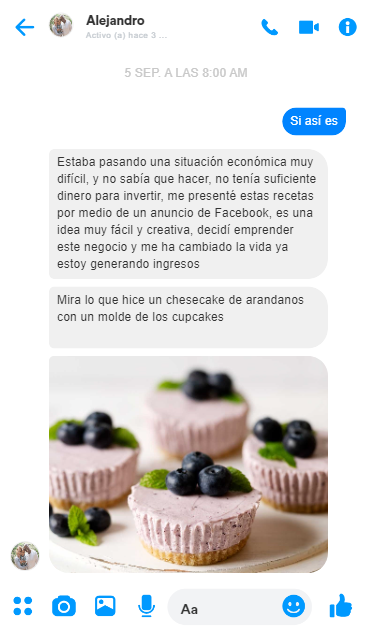 Alejandro
Activo (a) hace 3 ...
5 SEP. A LAS 8:00 AM
Si así es
Estaba pasando una situación económica muy
difícil, y no sabía que hacer, no tenía suficiente
dinero para invertir, me presenté estas recetas
por medio de un anuncio de Facebook, es una
idea muy fácil y creativa, decidí emprender
este negocio y me ha cambiado la vida ya
estoy generando ingresos
Mira lo que hice un chesecake de arandanos
con un molde de los cupcakes
Aa